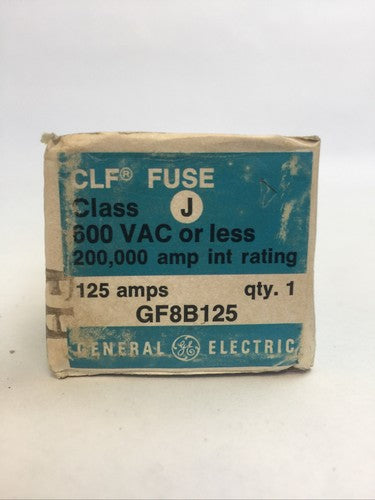 CLF® FUSE
Class J
600 VAC or less
200,000 amp int rating
125 amps qty. 1
GF8B125
GENERAL GE ELECTRIC